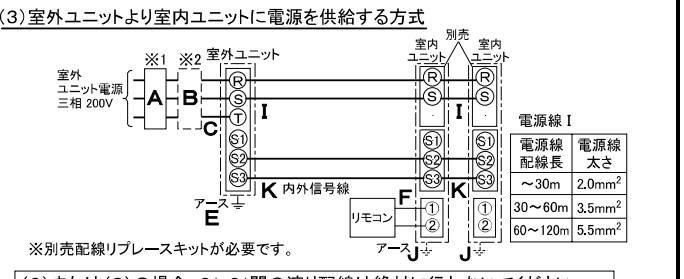 (3)室外ユニットより室内ユニットに電源を供給する方式
別売
※1 ※2 室外ユニット 室内ユニット 室内ユニット
室外
ユニット電源
三相 200V
A B C
R S T S1 S2 S3
I
R S S1 S2 S3
I
R S S1 S2 S3
K 内外信号線 K
アース E
リモコン F ① ② ① ②
アース J J
電源線 I
電源線配線長 電源線太さ
～30m 2.0mm²
30～60m 3.5mm²
60～120m 5.5mm²
※別売配線リプレースキットが必要です。